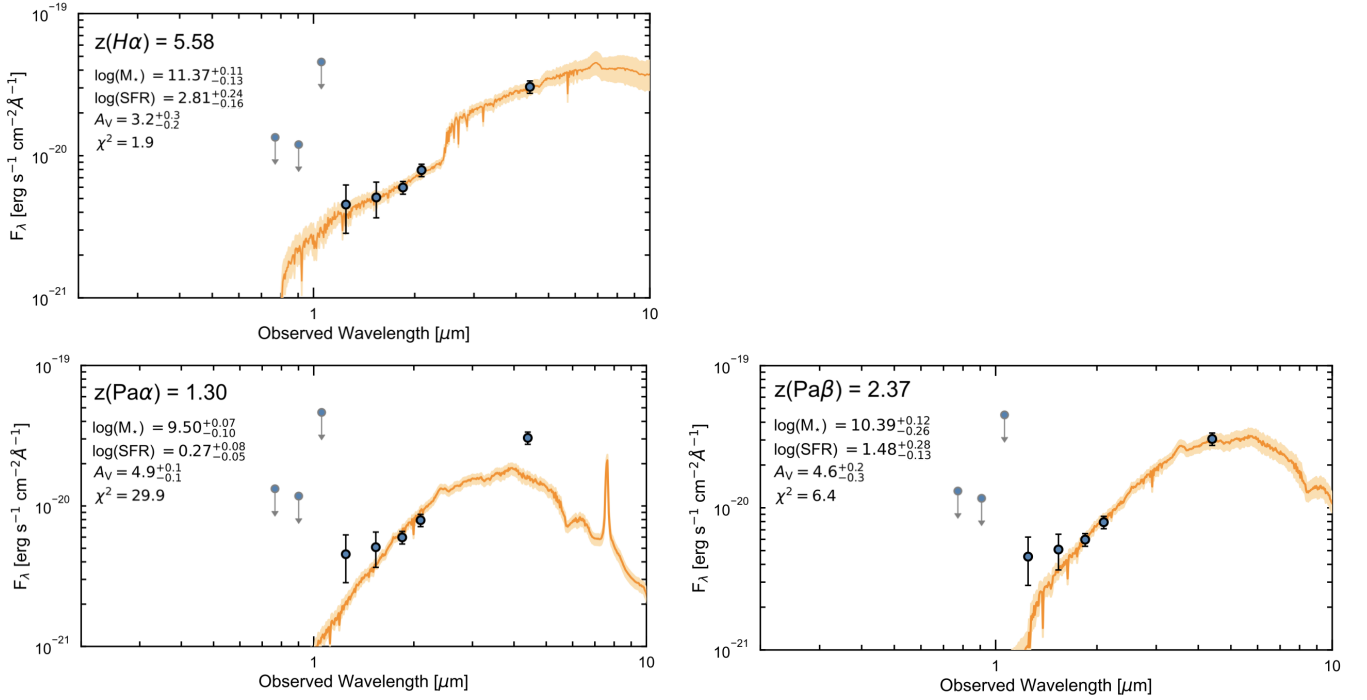 10⁻¹⁹
z(Hα) = 5.58
log(M⋆) = 11.37 +0.11 −0.13
log(SFR) = 2.81 +0.24 −0.16
A_V = 3.2 +0.3 −0.2
χ² = 1.9
10⁻²⁰
10⁻²¹
F_λ [erg s⁻¹ cm⁻² Å⁻¹]
1
10
Observed Wavelength [μm]
10⁻¹⁹
z(Paα) = 1.30
log(M⋆) = 9.50 +0.07 −0.10
log(SFR) = 0.27 +0.08 −0.05
A_V = 4.9 +0.1 −0.1
χ² = 29.9
10⁻²⁰
10⁻²¹
F_λ [erg s⁻¹ cm⁻² Å⁻¹]
1
10
Observed Wavelength [μm]
10⁻¹⁹
z(Paβ) = 2.37
log(M⋆) = 10.39 +0.12 −0.26
log(SFR) = 1.48 +0.28 −0.13
A_V = 4.6 +0.2 −0.3
χ² = 6.4
10⁻²⁰
10⁻²¹
F_λ [erg s⁻¹ cm⁻² Å⁻¹]
1
10
Observed Wavelength [μm]